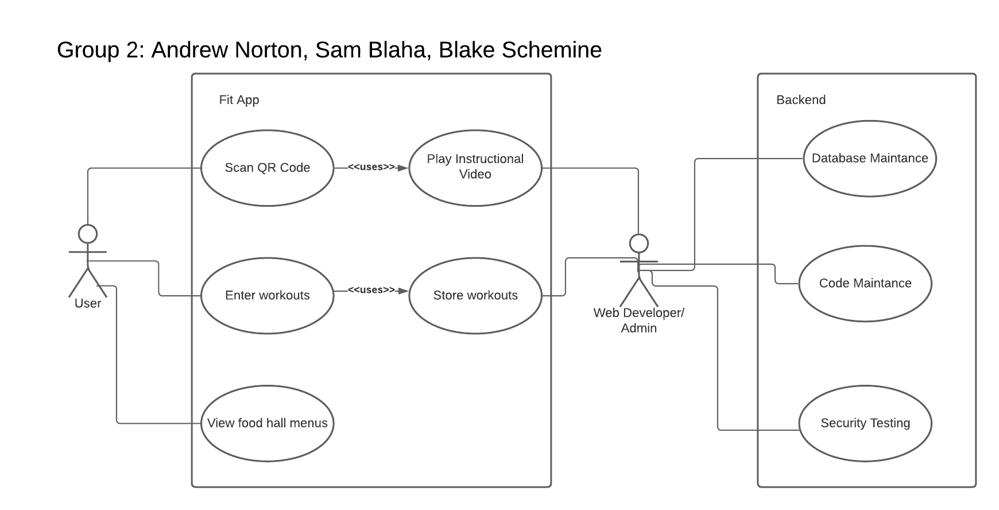 Group 2: Andrew Norton, Sam Blaha, Blake Schemine
Fit App
Backend
Scan QR Code
<<uses>>
Play Instructional
Video
Database Maintance
User
Enter workouts
<<uses>>
Store workouts
Web Developer/
Admin
Code Maintance
View food hall menus
Security Testing